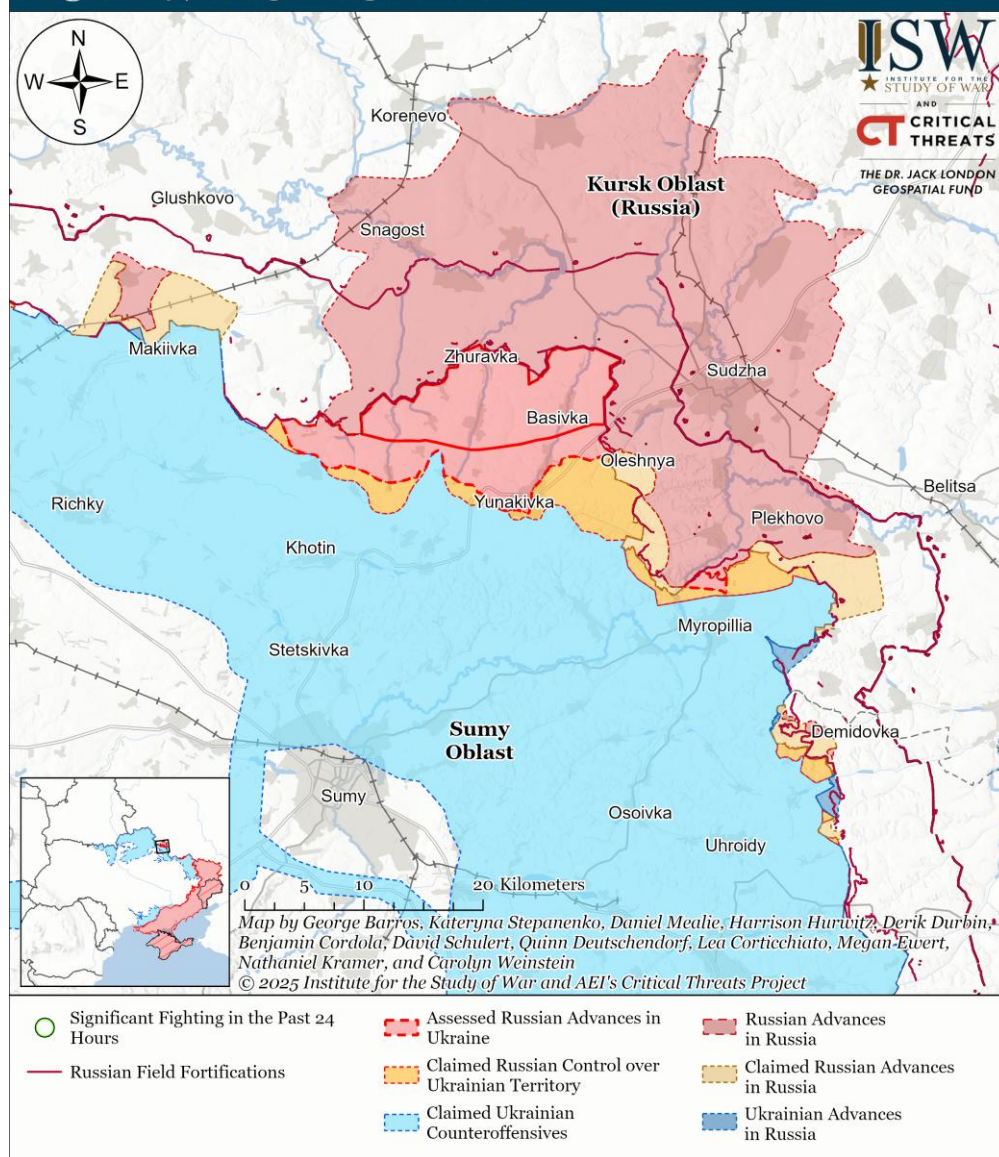 N
W
E
S
ISW
INSTITUTE FOR THE
STUDY OF WAR
AND
CT CRITICAL
THREATS
THE DR. JACK LONDON
GEOSPATIAL FUND
Korenevo
Kursk Oblast
(Russia)
Glushkovo
Snagost
Makiivka
Zhuravka
Sudzha
Basivka
Oleshnya
Belitsa
Richky
Yunakivka
Plekhovo
Khotin
Myropillia
Stetskivka
Sumy
Oblast
Demidovka
Sumy
Osoivka
Uhroidy
0 5 10 20 Kilometers
Map by George Barros, Kateryna Stepanenko, Daniel Mealie, Harrison Hurwitz, Derik Durbin,
Benjamin Cordola, David Schulert, Quinn Deutschendorf, Lea Corticchiato, Megan Ewert,
Nathaniel Kramer, and Carolyn Weinstein
© 2025 Institute for the Study of War and AEI's Critical Threats Project
Significant Fighting in the Past 24
Hours
Russian Field Fortifications
Assessed Russian Advances in
Ukraine
Claimed Russian Control over
Ukrainian Territory
Claimed Ukrainian
Counteroffensives
Russian Advances
in Russia
Claimed Russian Advances
in Russia
Ukrainian Advances
in Russia